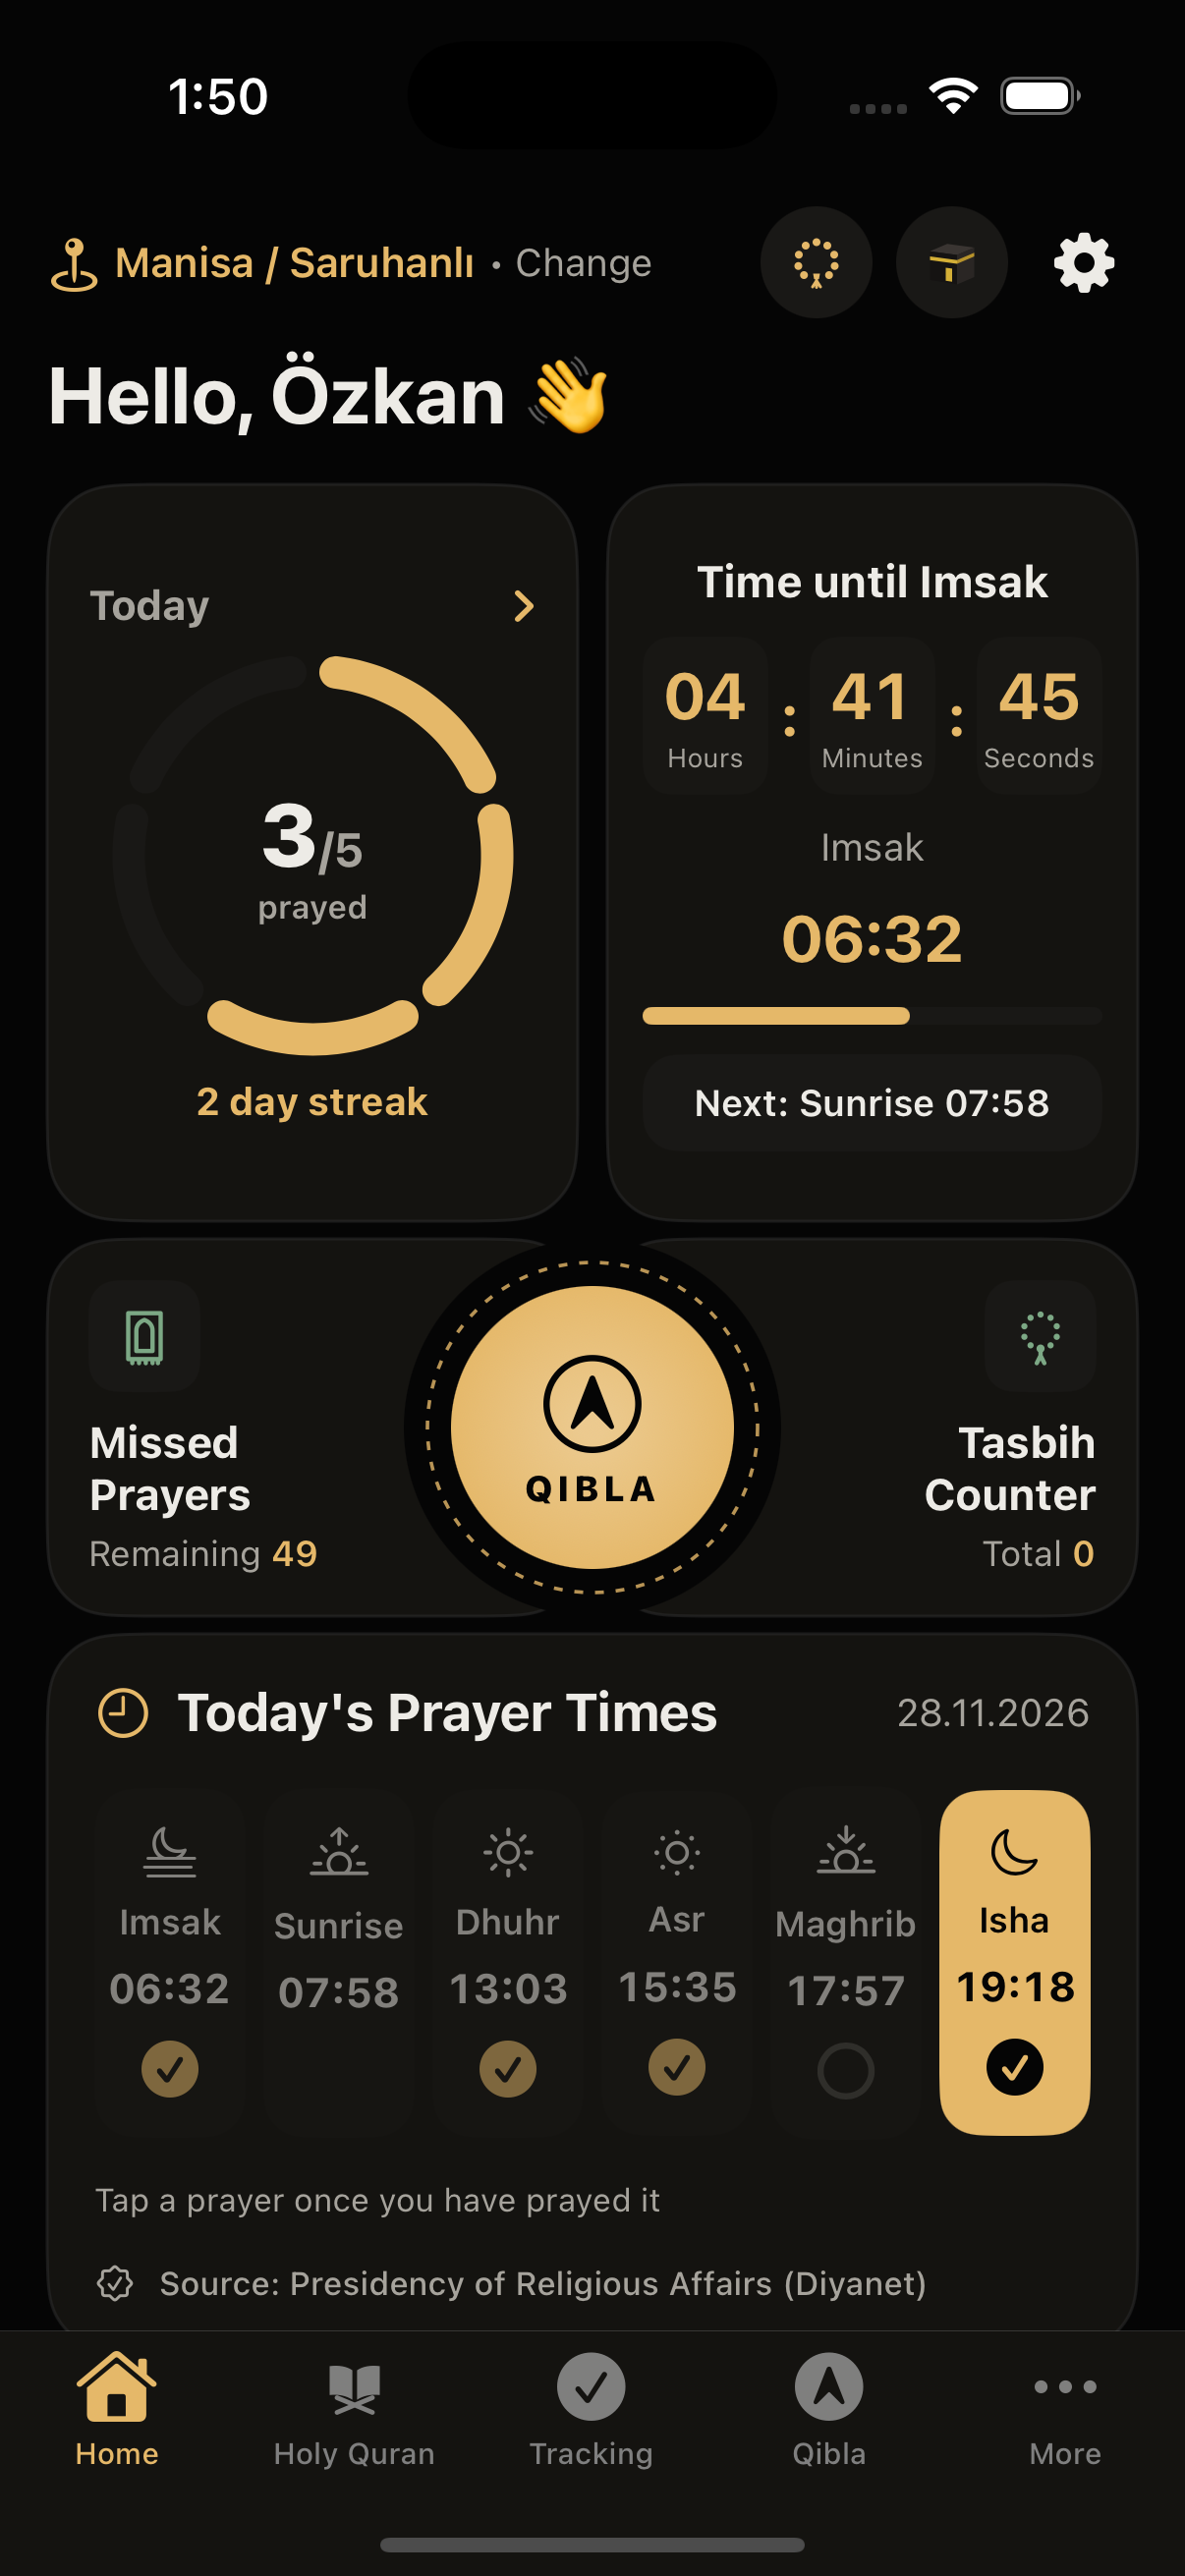 1:50
Manisa / Saruhanlı • Change
Hello, Özkan 👋
Today
3/5
prayed
2 day streak
Time until Imsak
04 : 41 : 45
Hours Minutes Seconds
Imsak
06:32
Next: Sunrise 07:58
Missed
Prayers
Remaining 49
QIBLA
Tasbih
Counter
Total 0
Today's Prayer Times 28.11.2026
Imsak Sunrise Dhuhr Asr Maghrib Isha
06:32 07:58 13:03 15:35 17:57 19:18
Tap a prayer once you have prayed it
Source: Presidency of Religious Affairs (Diyanet)
Home Holy Quran Tracking Qibla More